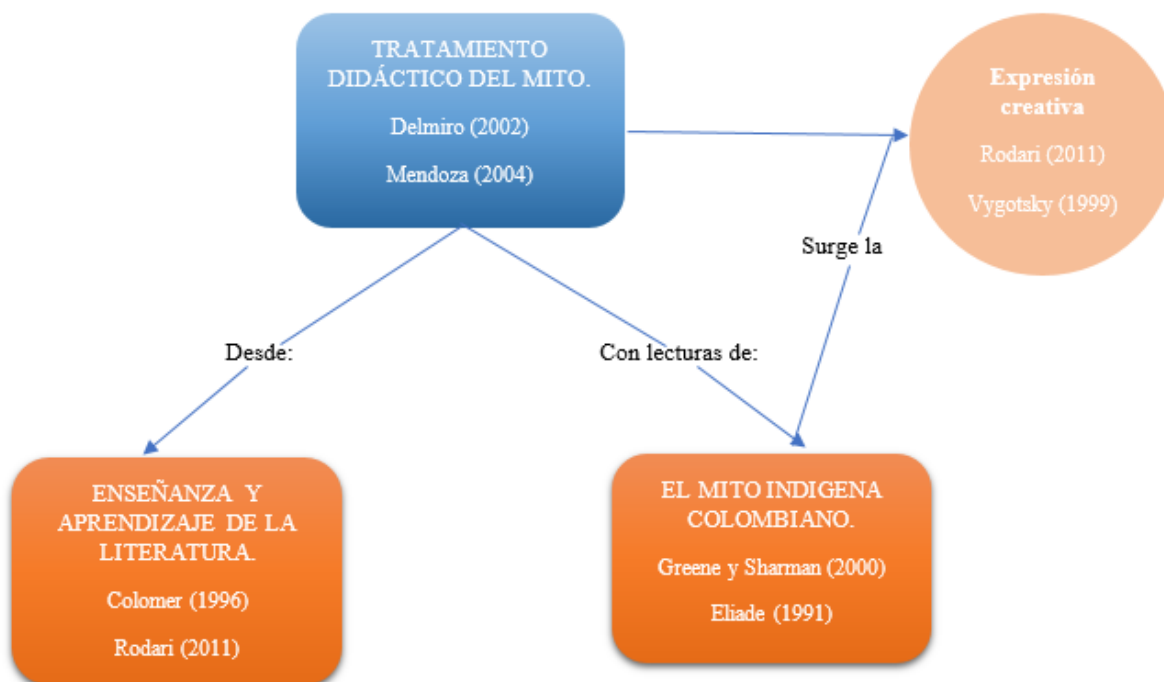 TRATAMIENTO
DIDÁCTICO DEL MITO.
Delmiro (2002)
Mendoza (2004)
Expresión
creativa
Rodari (2011)
Vygotsky (1999)
Surge la
Desde:
Con lecturas de:
ENSEÑANZA Y
APRENDIZAJE DE LA
LITERATURA.
Colomer (1996)
Rodari (2011)
EL MITO INDIGENA
COLOMBIANO.
Greene y Sharman (2000)
Eliade (1991)